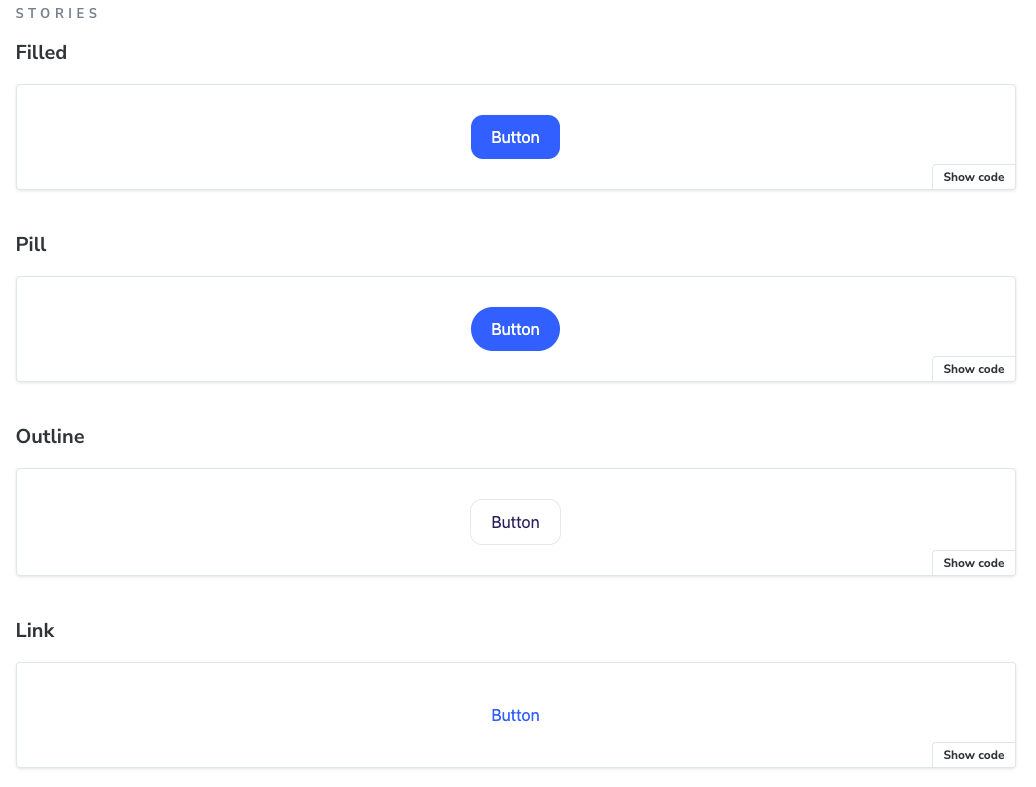 STORIES
Filled
Button
Show code
Pill
Button
Show code
Outline
Button
Show code
Link
Button
Show code